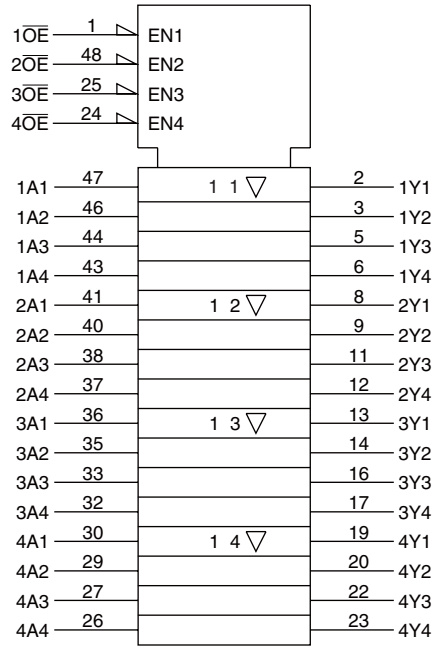 1OE 1 EN1
2OE 48 EN2
3OE 25 EN3
4OE 24 EN4
1A1 47 1 1 ▽ 2 1Y1
1A2 46 3 1Y2
1A3 44 5 1Y3
1A4 43 6 1Y4
2A1 41 1 2 ▽ 8 2Y1
2A2 40 9 2Y2
2A3 38 11 2Y3
2A4 37 12 2Y4
3A1 36 1 3 ▽ 13 3Y1
3A2 35 14 3Y2
3A3 33 16 3Y3
3A4 32 17 3Y4
4A1 30 1 4 ▽ 19 4Y1
4A2 29 20 4Y2
4A3 27 22 4Y3
4A4 26 23 4Y4